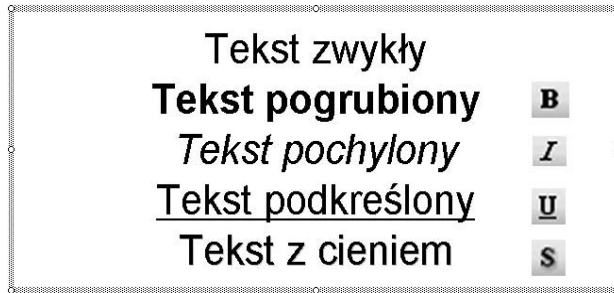 Tekst zwykły
Tekst pogrubiony B
Tekst pochylony I
Tekst podkreślony U
Tekst z cieniem S